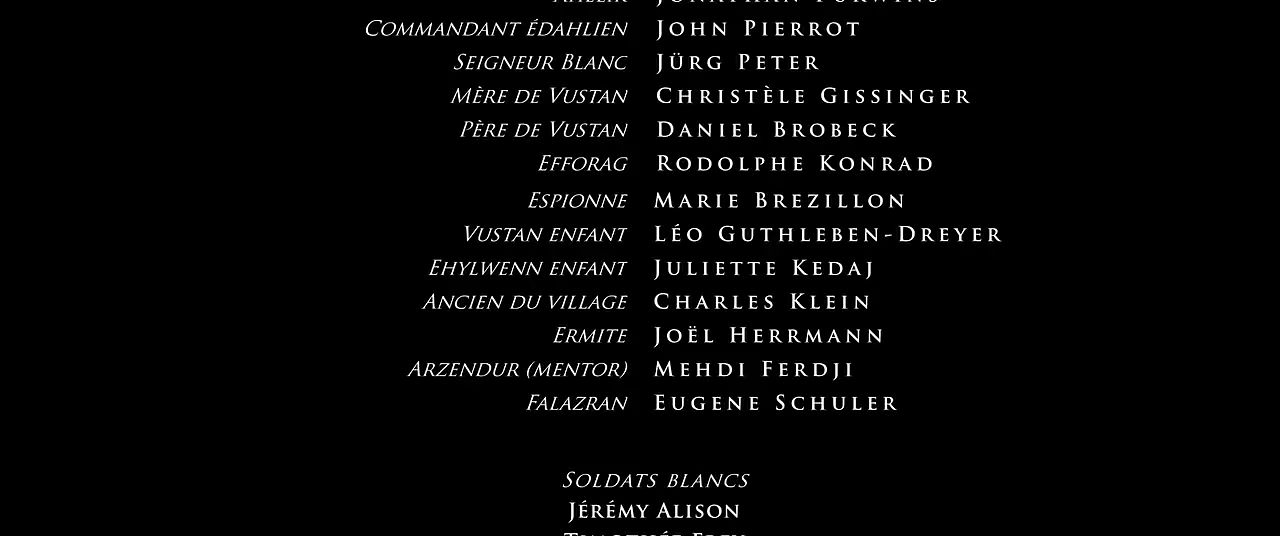 Commandant Édahlien John Pierrot
Seigneur Blanc Jürg Peter
Mère de Vustan Christèle Gissinger
Père de Vustan Daniel Brobeck
Efforag Rodolphe Konrad
Espionne Marie Brezillon
Vustan enfant Léo Guthleben-Dreyer
Ehylwenn enfant Juliette Kedaj
Ancien du village Charles Klein
Ermite Joël Herrmann
Arzendur (mentor) Mehdi Ferdji
Falazran Eugene Schuler
Soldats blancs
Jérémy Alison